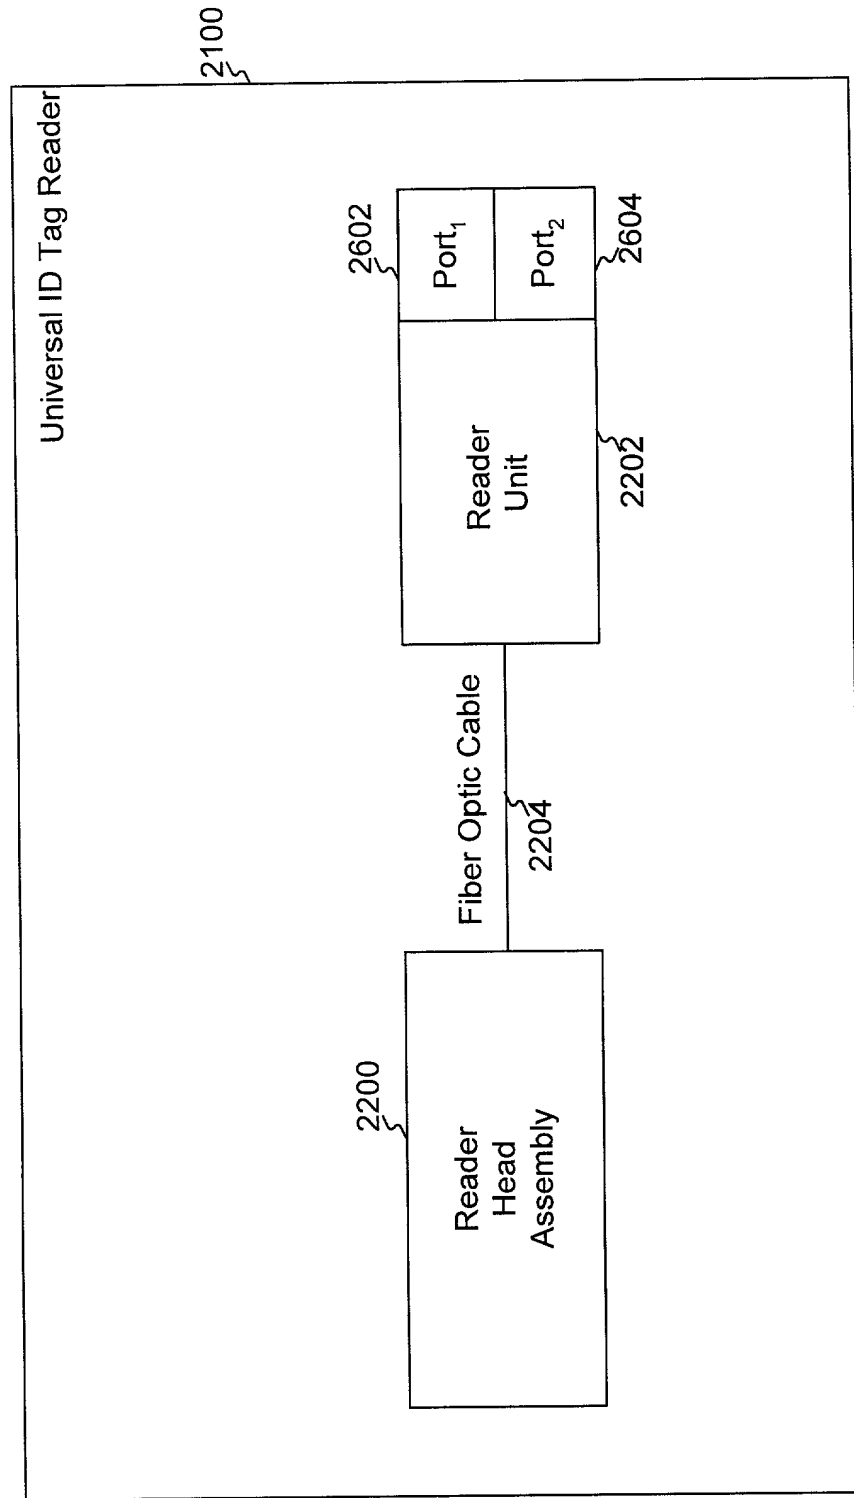 Universal ID Tag Reader
2100
2602
Port1
Port2
2604
Reader
Unit
2202
Fiber Optic Cable
2204
2200
Reader
Head
Assembly